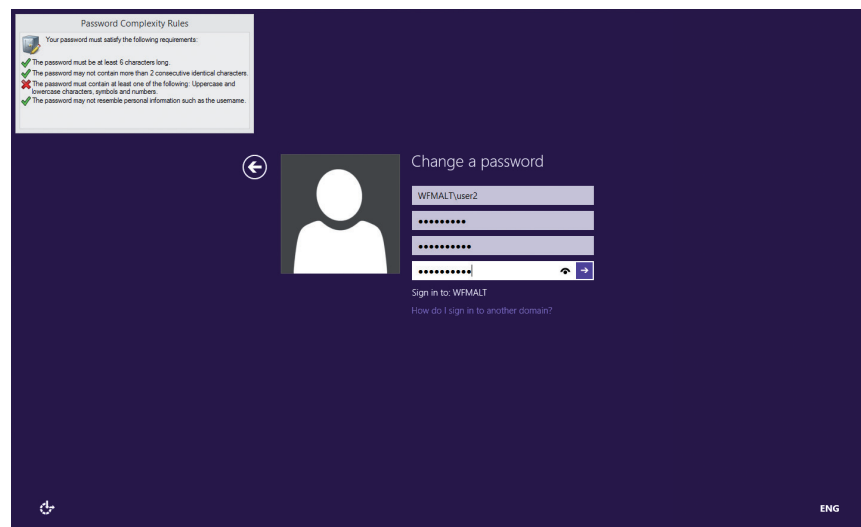 Password Complexity Rules
Your password must satisfy the following requirements:
The password must be at least 6 characters long.
The password may not contain more than 2 consecutive identical characters.
The password must contain at least one of the following: Uppercase and
lowercase characters, symbols and numbers.
The password may not resemble personal information such as the username.
Change a password
WFMALT\user2
•••••••••
••••••••••
••••••••••
Sign in to: WFMALT
How do I sign in to another domain?
ENG